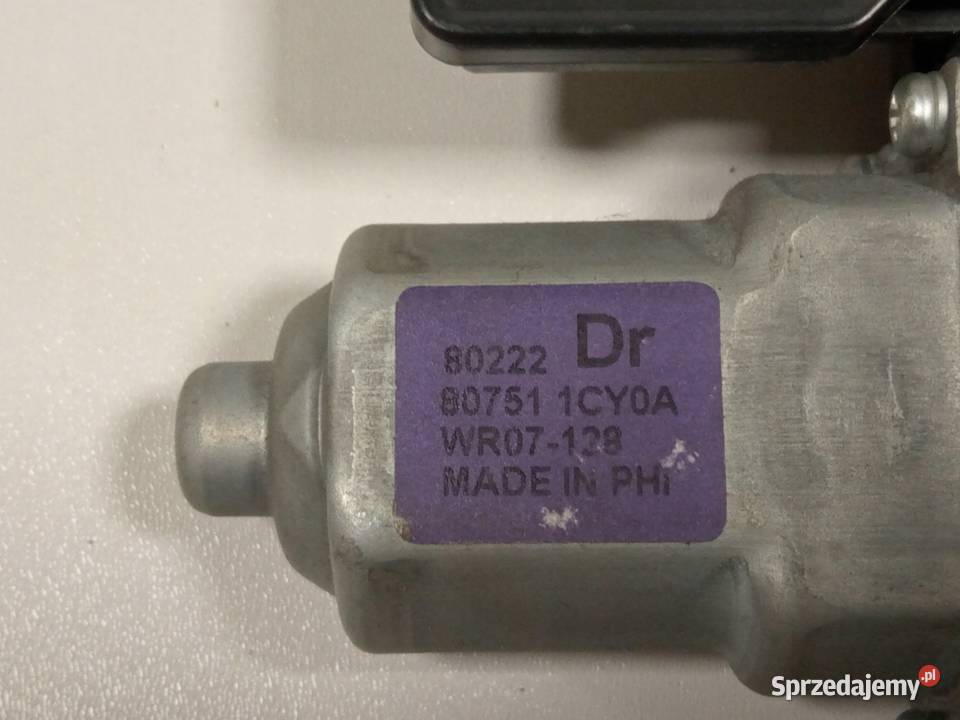 80222 Dr
80751 1CY0A
WR07-128
MADE IN PHI
Sprzedajemy.pl